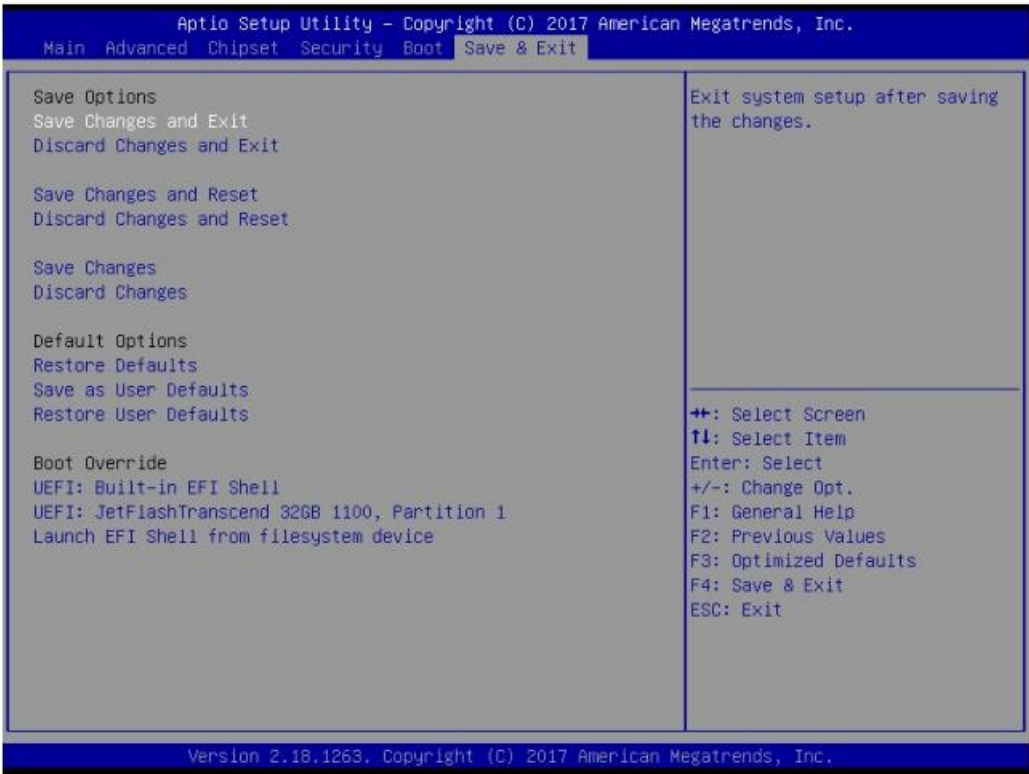 Aptio Setup Utility – Copyright (C) 2017 American Megatrends, Inc.
Main Advanced Chipset Security Boot Save & Exit
Save Options
Save Changes and Exit
Discard Changes and Exit
Save Changes and Reset
Discard Changes and Reset
Save Changes
Discard Changes
Default Options
Restore Defaults
Save as User Defaults
Restore User Defaults
Boot Override
UEFI: Built-in EFI Shell
UEFI: JetFlashTranscend 32GB 1100, Partition 1
Launch EFI Shell from filesystem device
Exit system setup after saving
the changes.
→←: Select Screen
↑↓: Select Item
Enter: Select
+/-: Change Opt.
F1: General Help
F2: Previous Values
F3: Optimized Defaults
F4: Save & Exit
ESC: Exit
Version 2.18.1263. Copyright (C) 2017 American Megatrends, Inc.